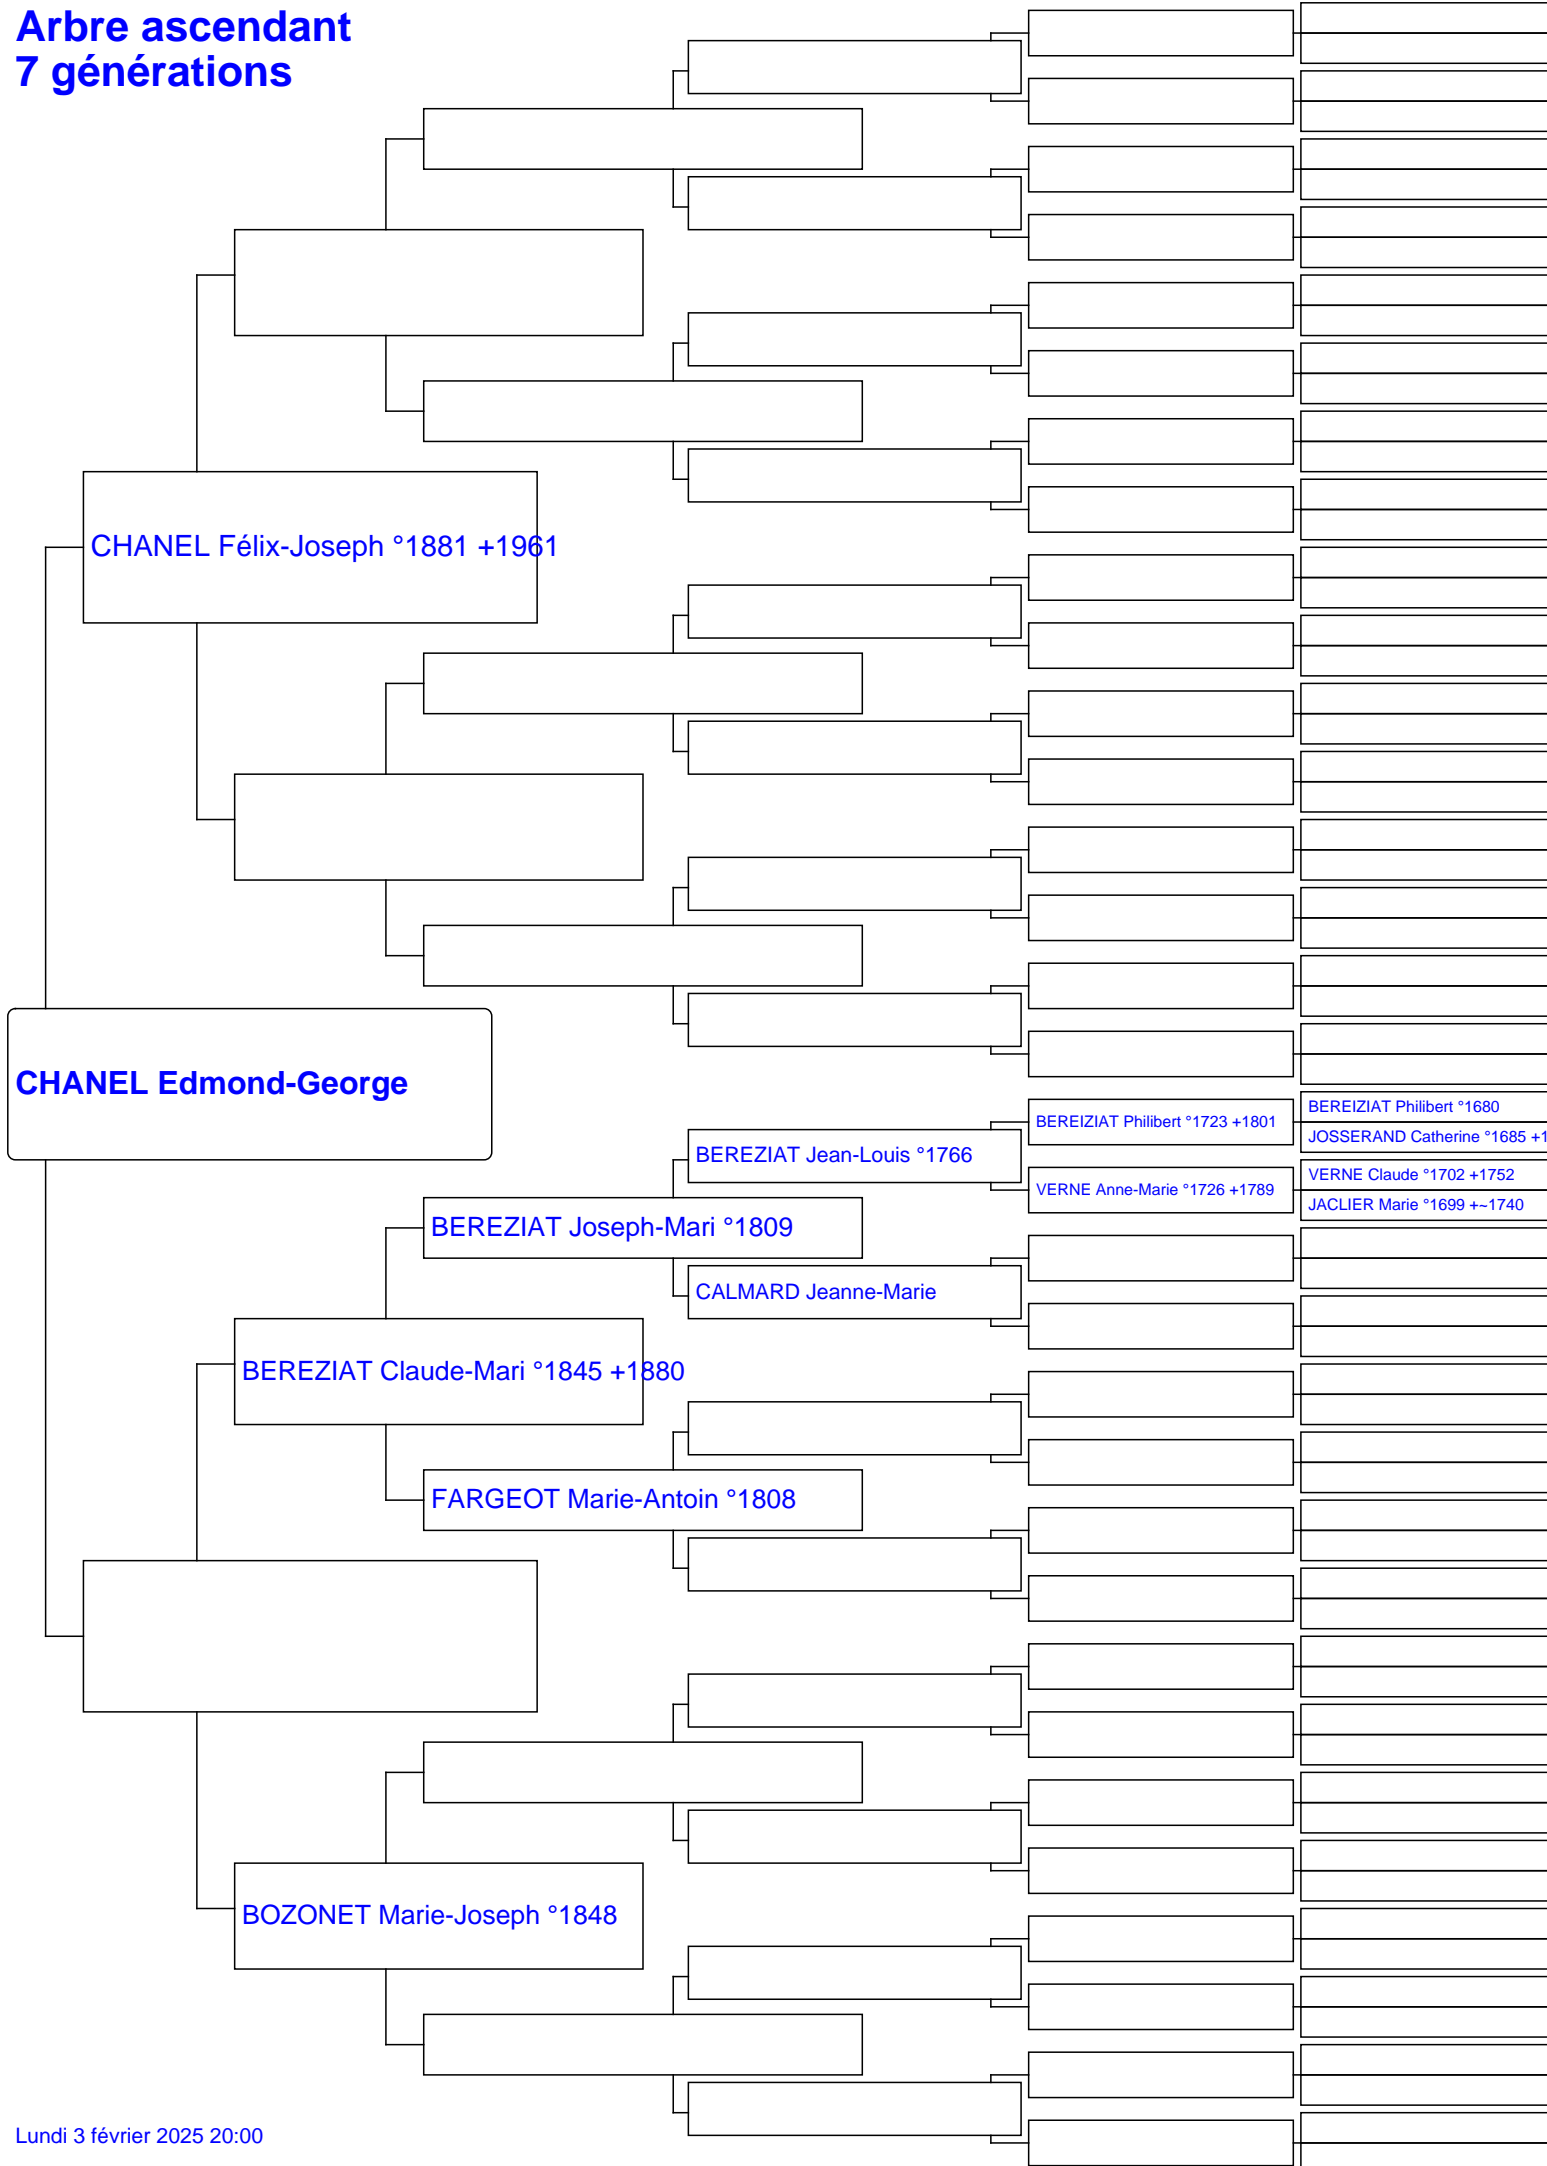 Arbre ascendant
7 générations
CHANEL Félix-Joseph °1881 +1961
CHANEL Edmond-George
BEREIZIAT Philibert °1723 +1801
BEREIZIAT Philibert °1680
JOSSERAND Catherine °1685 +1
BEREZIAT Jean-Louis °1766
VERNE Anne-Marie °1726 +1789
VERNE Claude °1702 +1752
JACLIER Marie °1699 +~1740
BEREZIAT Joseph-Mari °1809
CALMARD Jeanne-Marie
BEREZIAT Claude-Mari °1845 +1880
FARGEOT Marie-Antoin °1808
BOZONET Marie-Joseph °1848
Lundi 3 février 2025 20:00